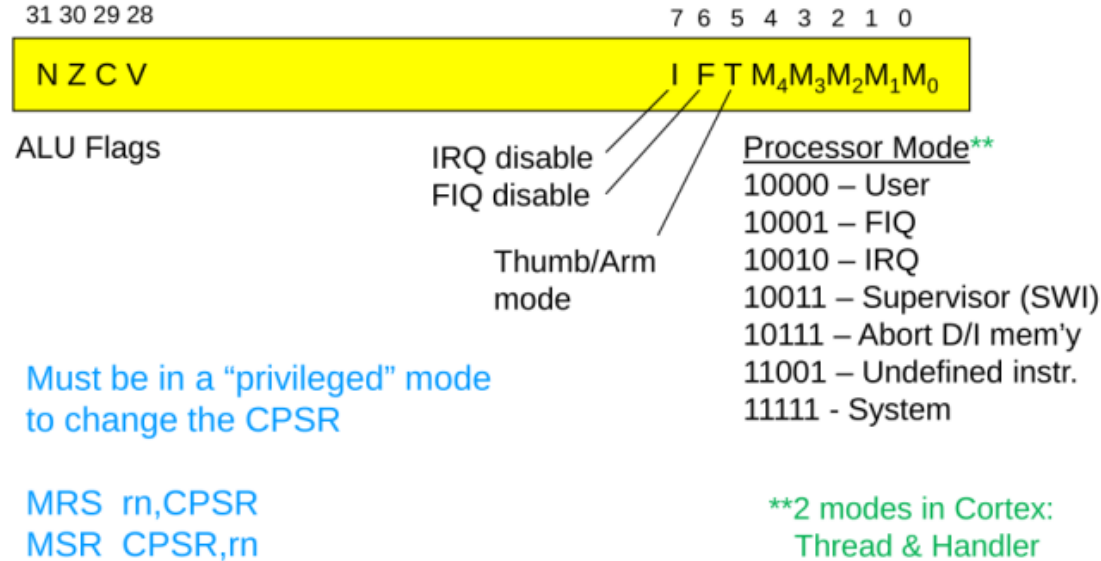 31 30 29 28
7 6 5 4 3 2 1 0
N Z C V
I F T M₄M₃M₂M₁M₀
ALU Flags
IRQ disable
FIQ disable
Thumb/Arm
mode
Processor Mode**
10000 – User
10001 – FIQ
10010 – IRQ
10011 – Supervisor (SWI)
10111 – Abort D/I mem'y
11001 – Undefined instr.
11111 - System
Must be in a “privileged” mode
to change the CPSR
MRS rn,CPSR
MSR CPSR,rn
**2 modes in Cortex:
Thread & Handler